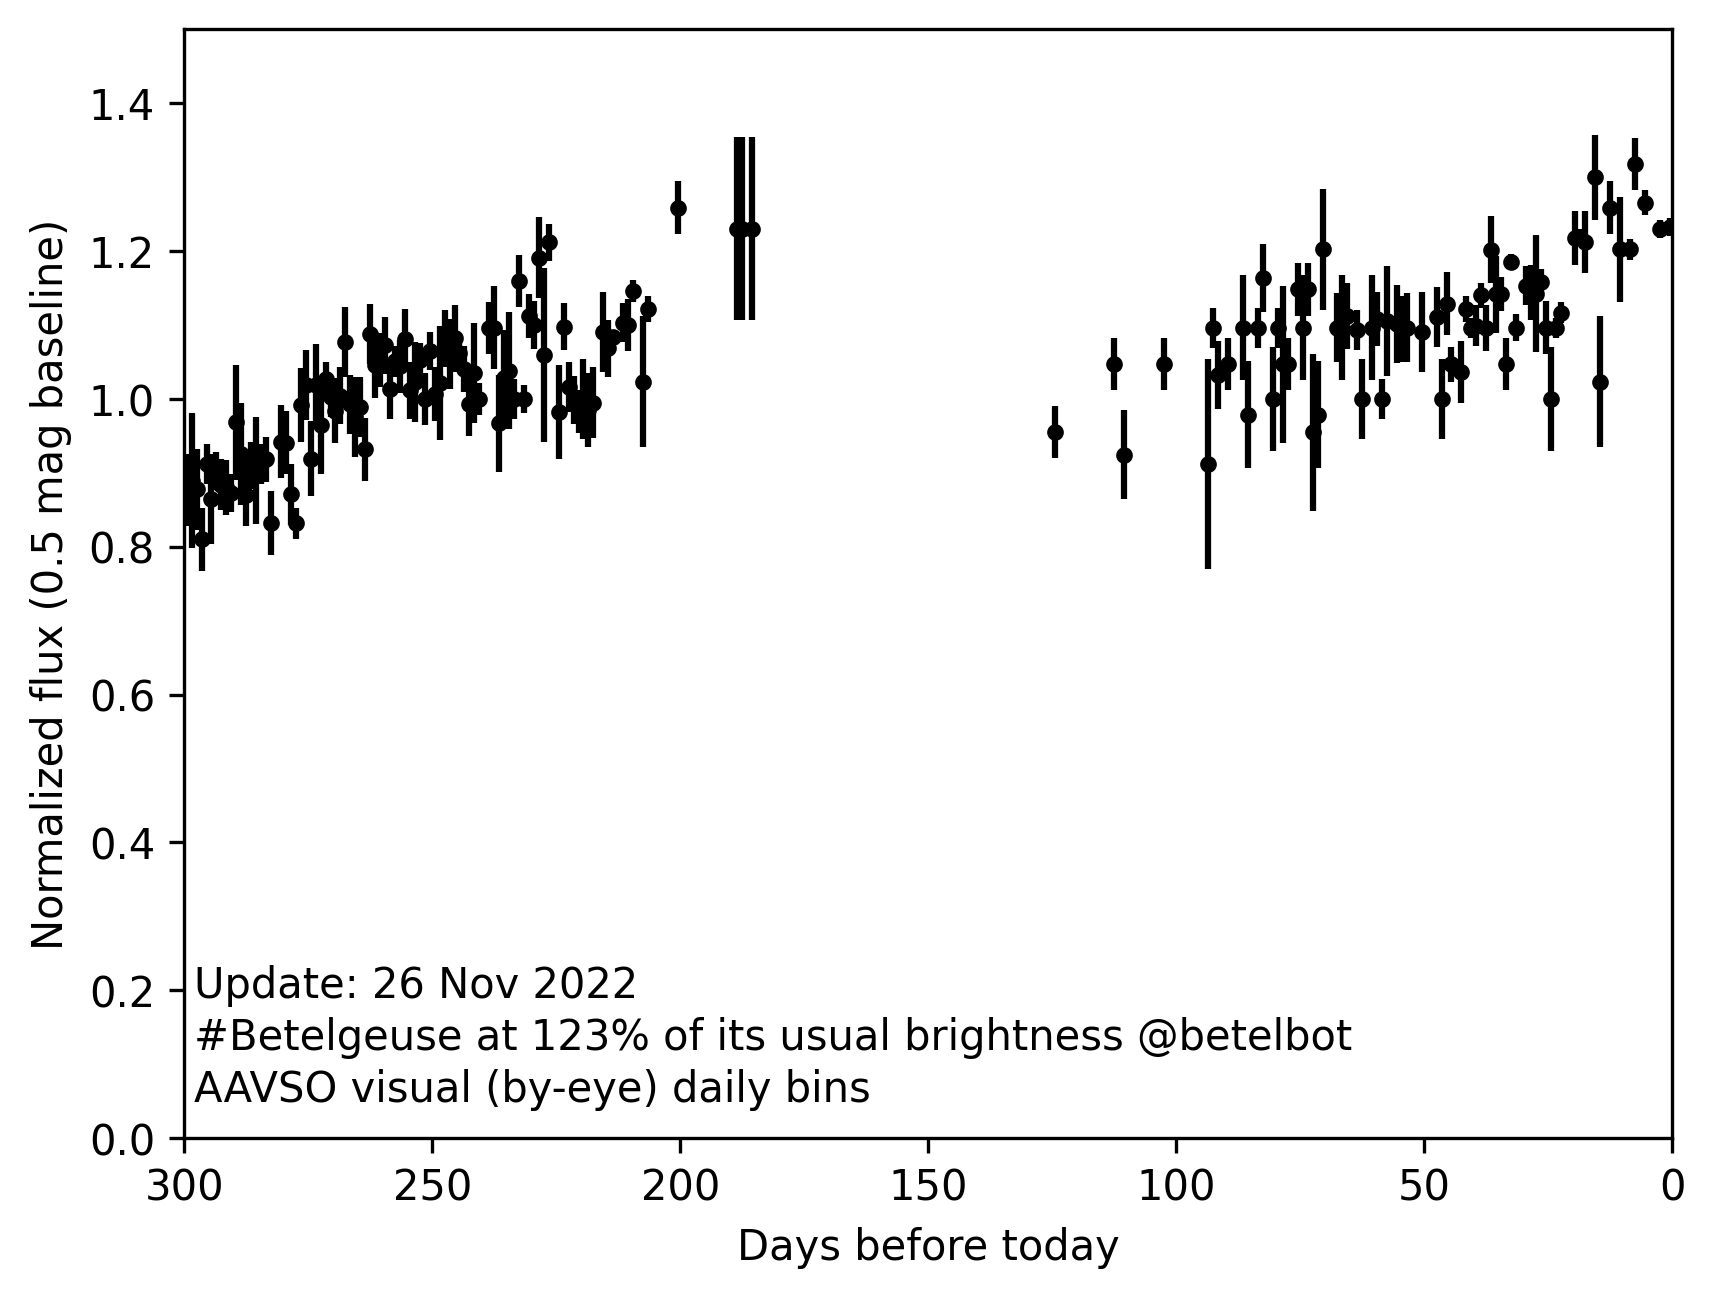 1.4
1.2
1.0
0.8
0.6
0.4
0.2
0.0
Normalized flux (0.5 mag baseline)
Update: 26 Nov 2022
#Betelgeuse at 123% of its usual brightness @betelbot
AAVSO visual (by-eye) daily bins
300 250 200 150 100 50 0
Days before today